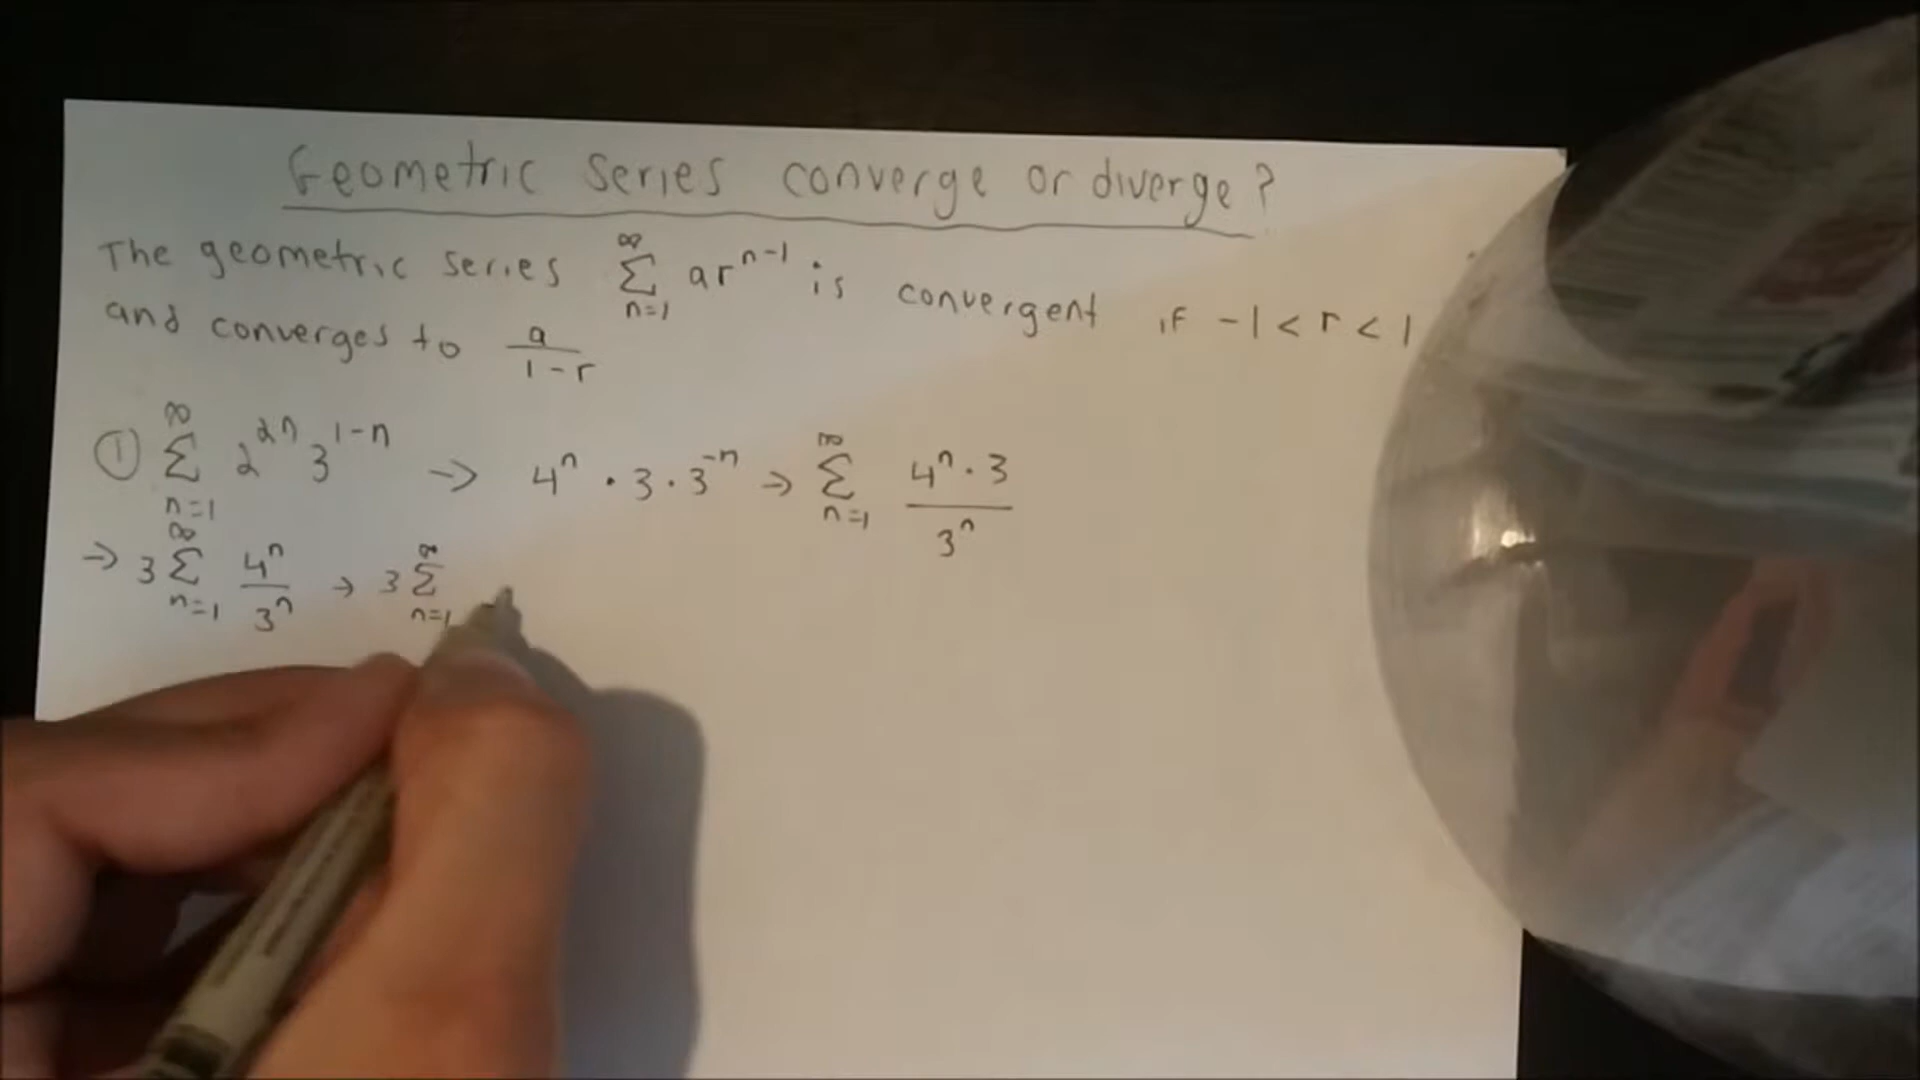 Geometric series converge or diverge?
The geometric series ∞ Σ n=1 ar^(n-1) is convergent if -1 < r < 1
and converges to a/(1-r)
① ∞ Σ n=1 2^(2n) 3^(1-n) → 4^n · 3 · 3^(-n) → ∞ Σ n=1 (4^n · 3)/3^n
→ 3 ∞ Σ n=1 4^n/3^n → 3 ∞ Σ n=1